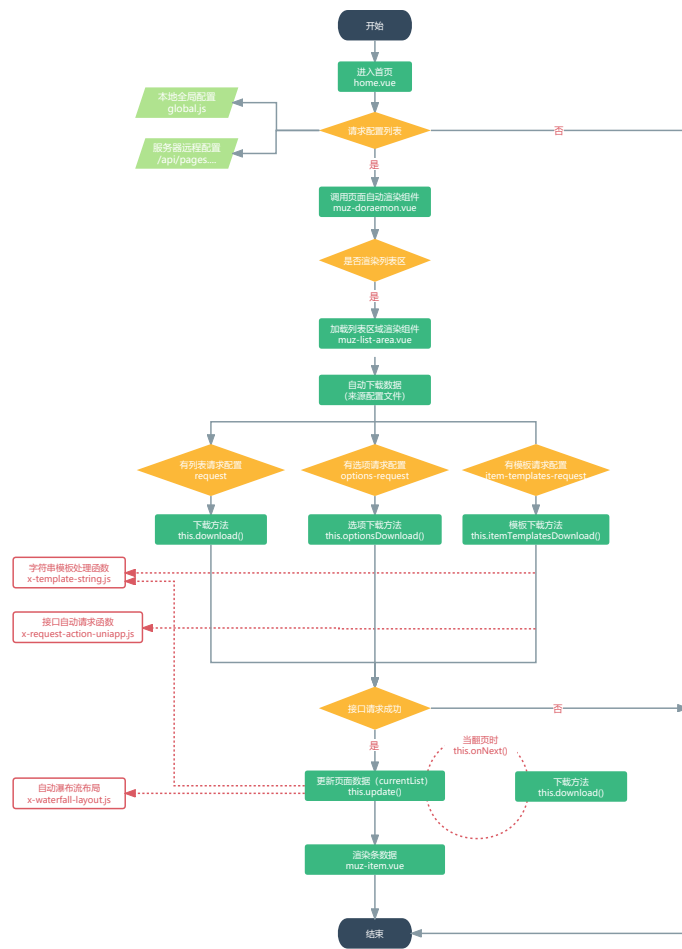 开始
进入首页
home.vue
本地全局配置
global.js
请求配置列表
否
服务器远程配置
/api/pages...
是
调用页面自动渲染组件
muz-doraemon.vue
是否渲染列表区
是
加载列表区域渲染组件
muz-list-area.vue
自动下载数据
（来源配置文件）
有列表请求配置
request
有选项请求配置
options-request
有模板请求配置
item-templates-request
下载方法
this.download()
选项下载方法
this.optionsDownload()
模板下载方法
this.itemTemplatesDownload()
字符串模板处理函数
x-template-string.js
接口自动请求函数
x-request-action-uniapp.js
接口请求成功
否
是
当翻页时
this.onNext()
更新页面数据（currentList）
this.update()
下载方法
this.download()
自动瀑布流布局
x-waterfall-layout.js
渲染条数据
muz-item.vue
结束